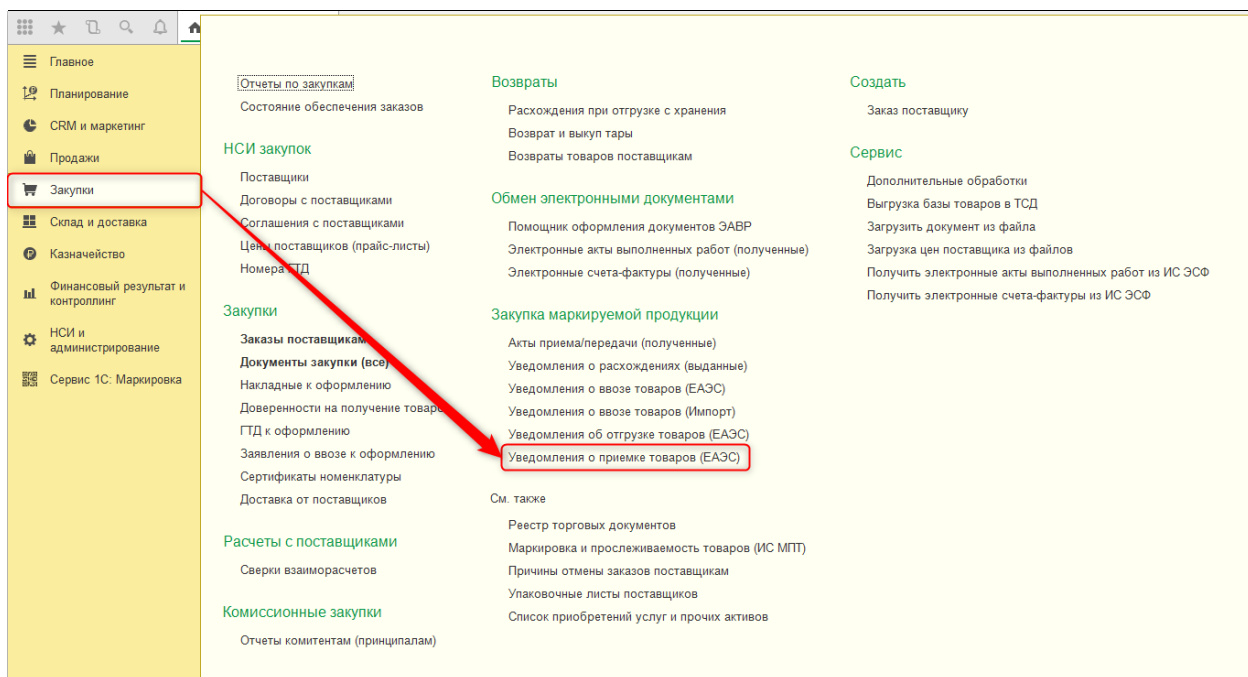 Главное
Планирование
CRM и маркетинг
Продажи
Закупки
Склад и доставка
Казначейство
Финансовый результат и
контроллинг
НСИ и
администрирование
Сервис 1С: Маркировка
Отчеты по закупкам
Состояние обеспечения заказов
НСИ закупок
Поставщики
Договоры с поставщиками
Соглашения с поставщиками
Цены поставщиков (прайс-листы)
Номера ГТД
Закупки
Заказы поставщикам
Документы закупки (все)
Накладные к оформлению
Доверенности на получение товаров
ГТД к оформлению
Заявления о ввозе к оформлению
Сертификаты номенклатуры
Доставка от поставщиков
Расчеты с поставщиками
Сверки взаиморасчетов
Комиссионные закупки
Отчеты комитентам (принципалам)
Возвраты
Расхождения при отгрузке с хранения
Возврат и выкуп тары
Возвраты товаров поставщикам
Обмен электронными документами
Помощник оформления документов ЭАВР
Электронные акты выполненных работ (полученные)
Электронные счета-фактуры (полученные)
Закупка маркируемой продукции
Акты приема/передачи (полученные)
Уведомления о расхождениях (выданные)
Уведомления о ввозе товаров (ЕАЭС)
Уведомления о ввозе товаров (Импорт)
Уведомления об отгрузке товаров (ЕАЭС)
Уведомления о приемке товаров (ЕАЭС)
См. также
Реестр торговых документов
Маркировка и прослеживаемость товаров (ИС МПТ)
Причины отмены заказов поставщикам
Упаковочные листы поставщиков
Список приобретений услуг и прочих активов
Создать
Заказ поставщику
Сервис
Дополнительные обработки
Выгрузка базы товаров в ТСД
Загрузить документ из файла
Загрузка цен поставщика из файлов
Получить электронные акты выполненных работ из ИС ЭСФ
Получить электронные счета-фактуры из ИС ЭСФ